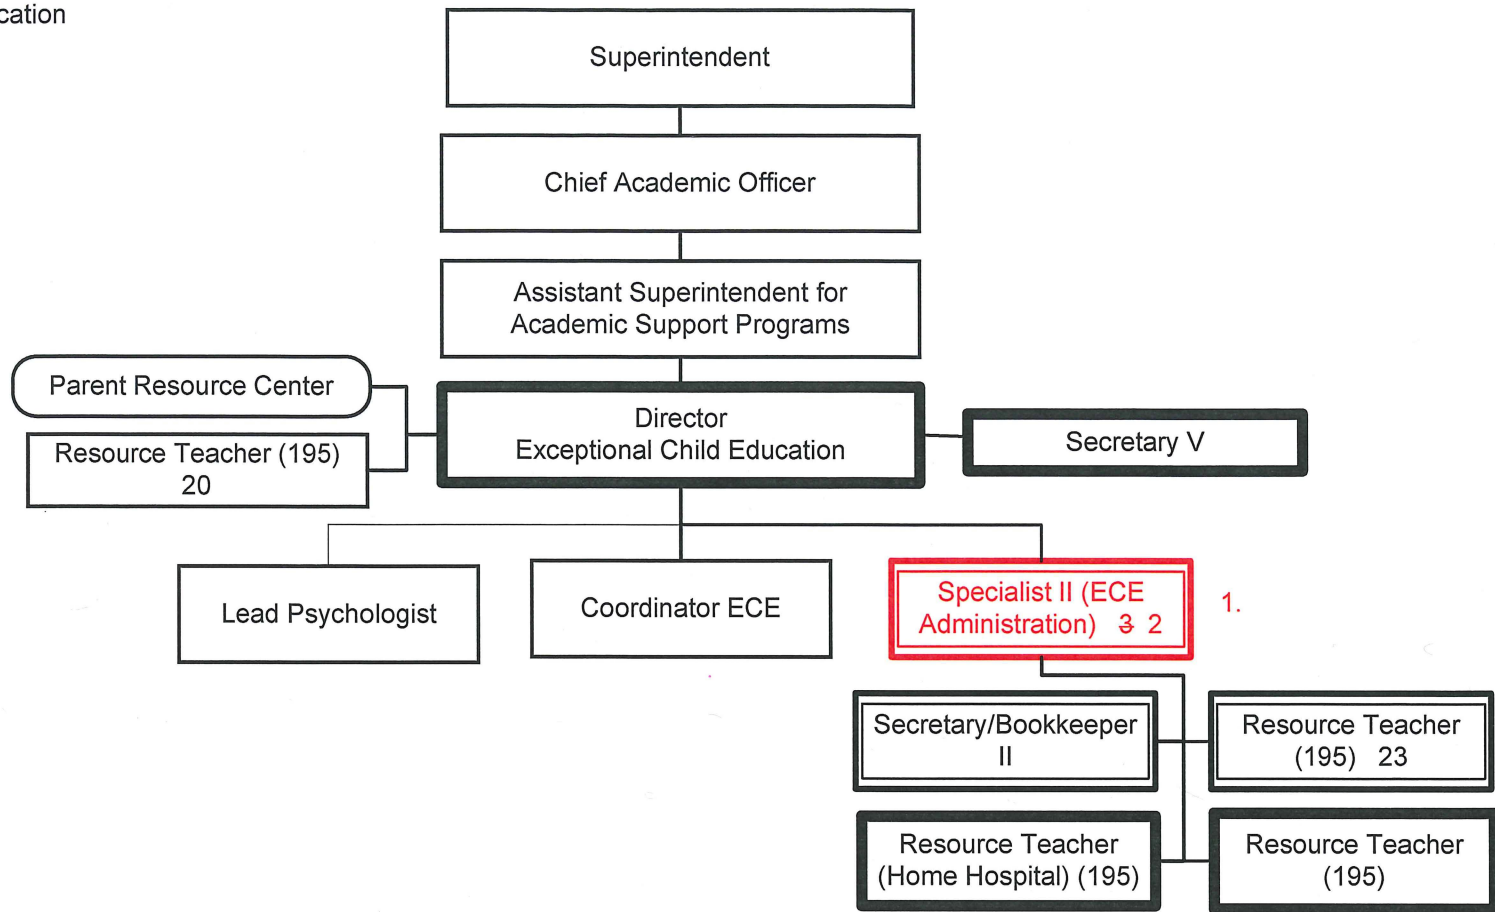 cation
Superintendent
Chief Academic Officer
Assistant Superintendent for
Academic Support Programs
Parent Resource Center
Resource Teacher (195)
20
Director
Exceptional Child Education
Secretary V
Lead Psychologist
Coordinator ECE
Specialist II (ECE
Administration) 3 2
1.
Secretary/Bookkeeper
II
Resource Teacher
(195) 23
Resource Teacher
(Home Hospital) (195)
Resource Teacher
(195)